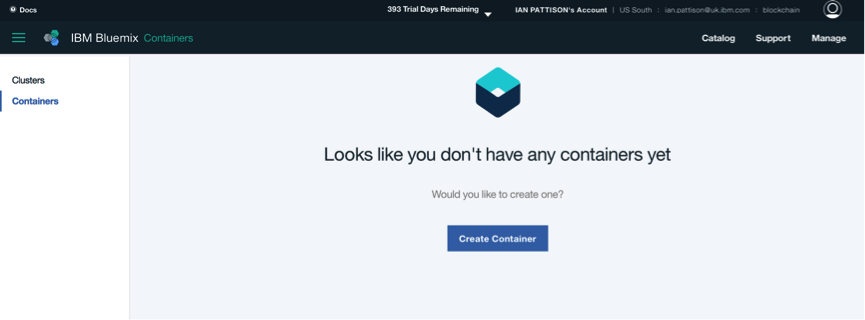 Docs
393 Trial Days Remaining
IAN PATTISON's Account | US South : ian.pattison@uk.ibm.com : blockchain
IBM Bluemix Containers
Catalog Support Manage
Clusters
Containers
Looks like you don't have any containers yet
Would you like to create one?
Create Container